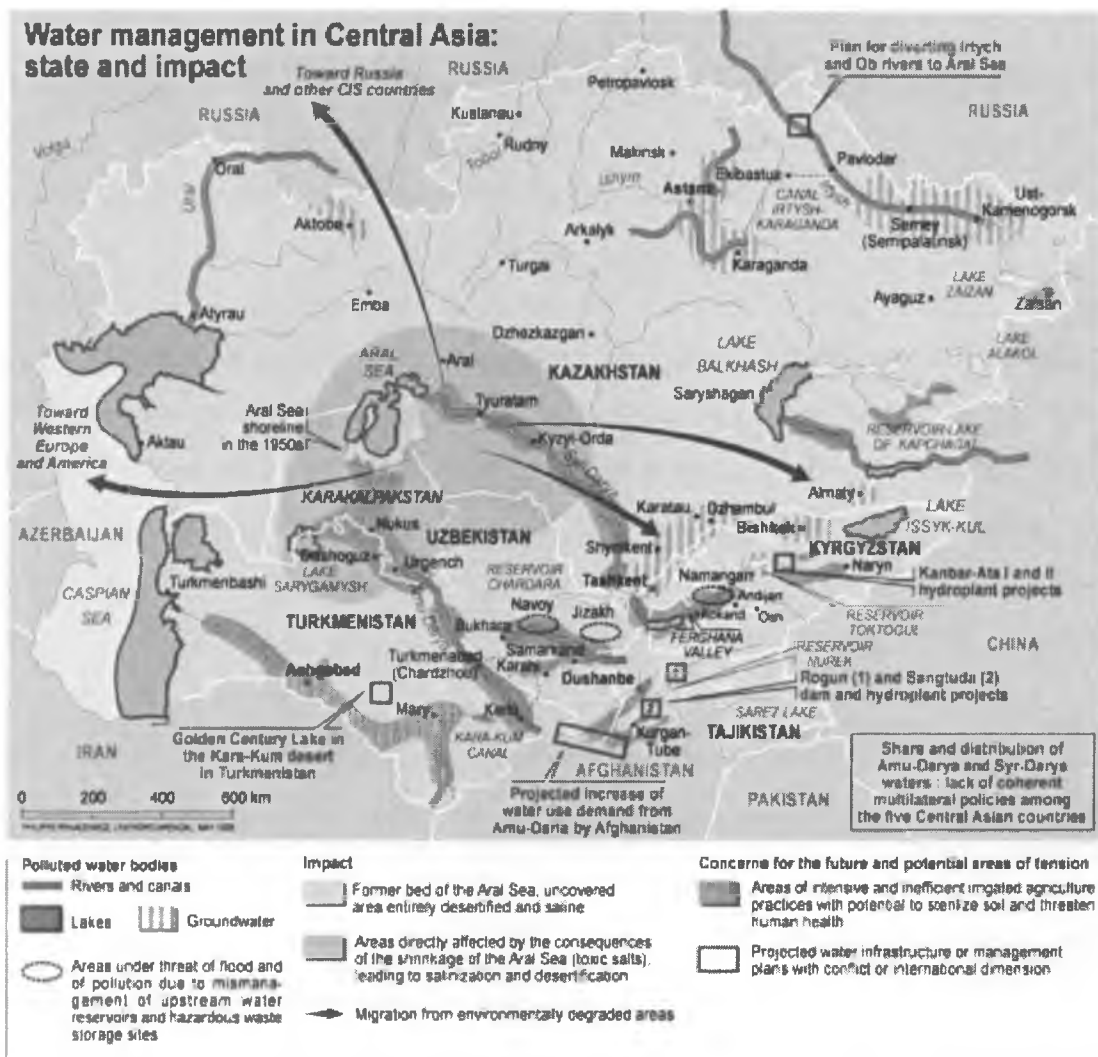 Water management in Central Asia:
state and impact
Toward Russia
and other CIS countries
RUSSIA
Plan for diverting Irtych
and Ob rivers to Aral Sea
RUSSIA
RUSSIA
Petropavlosk
Kustanau
Rudny
Volga
Tobol
Makinsk
Ishym
Oral
Ural
Pavlodar
Ekibastua
Astana
CANAL
IRTYSH-
KARAGANDA
Ust-
Kamenogorsk
Semey
(Semipalatinsk)
Aktobe
Arkalyk
Turgai
Karaganda
LAKE
ZAIZAN
Zaisan
Ayaguz
Emba
Atyrau
Dzhezkazgan
LAKE
ALAKOL
LAKE
BALKHASH
ARAL
SEA
Aral
KAZAKHSTAN
Saryshagan
Toward
Western
Europe
and America
Aktau
Aral Sea
shoreline
in the 1950s
Tyuratam
Kyzyl-Orda
Syr-Daria
RESERVOIR-LAKE
OF KAPCHAGAI
KARAKALPAKSTAN
Almaty
Karatau
Dzhambul
LAKE
ISSYK-KUL
Bishkek
AZERBAIJAN
Nukus
UZBEKISTAN
Shymkent
KYRGYZSTAN
Dashoguz
Urgench
LAKE
SARYGAMYSH
RESERVOIR
CHARDARA
Tashkent
Namangan
Naryn
Kanbar-Ata I and II
hydroplant projects
Turkmenbashi
CASPIAN
SEA
Andijan
Kokand
Osh
Navoy
Jizakh
TURKMENISTAN
Bukhara
FERGHANA
VALLEY
RESERVOIR
TOKTOGUL
CHINA
Samarkand
Karshi
Dushanbe
RESERVOIR
NUREK
Turkmenabad
(Chardzhou)
Ashgabad
Rogun (1) and Sangtuda (2)
dam and hydroplant projects
Mary
Kerki
SAREZ LAKE
KARA-KUM
CANAL
Kurgan-
Tube
TAJIKISTAN
Golden Century Lake in
the Kara-Kum desert
in Turkmenistan
IRAN
AFGHANISTAN
Projected increase of
water use demand from
Amu-Daria by Afghanistan
PAKISTAN
Share and distribution of
Amu-Darya and Syr-Darya
waters : lack of coherent
multilateral policies among
the five Central Asian countries
0 200 400 600 km
Polluted water bodies
Rivers and canals
Lakes
Groundwater
Areas under threat of flood and
of pollution due to mismana-
gement of upstream water
reservoirs and hazardous waste
storage sites
Impact
Former bed of the Aral Sea, uncovered
area entirely desertified and saline
Areas directly affected by the consequences
of the shrinkage of the Aral Sea (toxic salts),
leading to salinization and desertification
Migration from environmentally degraded areas
Concerne for the future and potential areas of tension
Areas of intensive and inefficient irrigated agriculture
practices with potential to sterilize soil and threaten
human health
Projected water infrastructure or management
plans with conflict or international dimension